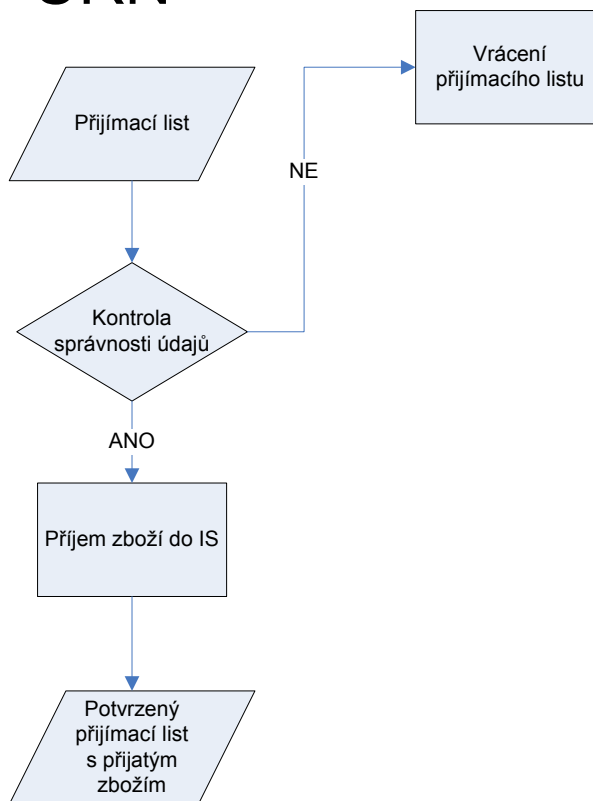 Vrácení
přijímacího listu
Přijímací list
NE
Kontrola
správnosti údajů
ANO
Příjem zboží do IS
Potvrzený
přijímací list
s přijatým
zbožím